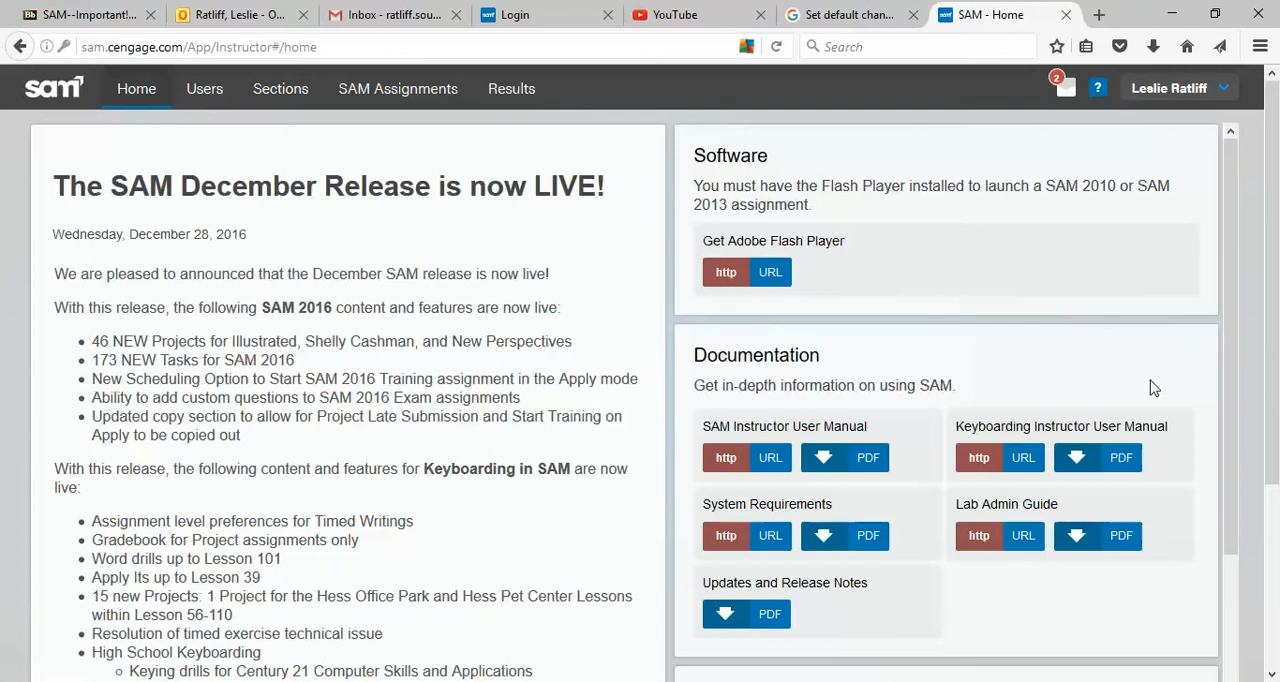 SAM--Important!...
Ratliff, Leslie - O...
Inbox - ratliff.sou...
sam Login
YouTube
Set default chan...
sam SAM - Home
sam.cengage.com/App/Instructor#/home
Search
sam
Home
Users
Sections
SAM Assignments
Results
2
?
Leslie Ratliff
The SAM December Release is now LIVE!
Wednesday, December 28, 2016
We are pleased to announced that the December SAM release is now live!
With this release, the following SAM 2016 content and features are now live:
46 NEW Projects for Illustrated, Shelly Cashman, and New Perspectives
173 NEW Tasks for SAM 2016
New Scheduling Option to Start SAM 2016 Training assignment in the Apply mode
Ability to add custom questions to SAM 2016 Exam assignments
Updated copy section to allow for Project Late Submission and Start Training on
Apply to be copied out
With this release, the following content and features for Keyboarding in SAM are now
live:
Assignment level preferences for Timed Writings
Gradebook for Project assignments only
Word drills up to Lesson 101
Apply Its up to Lesson 39
15 new Projects: 1 Project for the Hess Office Park and Hess Pet Center Lessons
within Lesson 56-110
Resolution of timed exercise technical issue
High School Keyboarding
Keying drills for Century 21 Computer Skills and Applications
Software
You must have the Flash Player installed to launch a SAM 2010 or SAM
2013 assignment.
Get Adobe Flash Player
http URL
Documentation
Get in-depth information on using SAM.
SAM Instructor User Manual
http URL PDF
Keyboarding Instructor User Manual
http URL PDF
System Requirements
http URL PDF
Lab Admin Guide
http URL PDF
Updates and Release Notes
PDF